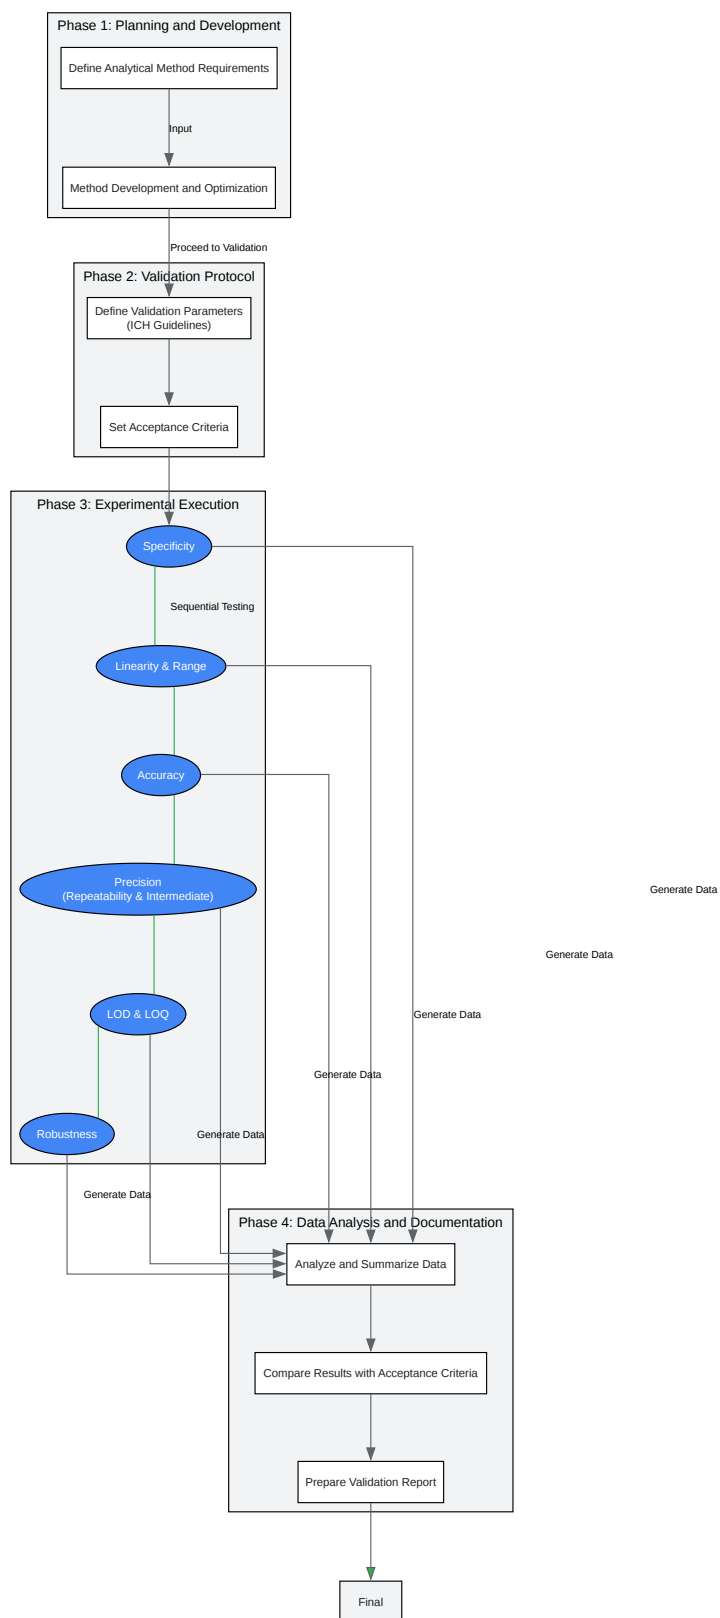 Phase 1: Planning and Development
Define Analytical Method Requirements
Input
Method Development and Optimization
Proceed to Validation
Phase 2: Validation Protocol
Define Validation Parameters
(ICH Guidelines)
Set Acceptance Criteria
Phase 3: Experimental Execution
Specificity
Sequential Testing
Linearity & Range
Accuracy
Precision
(Repeatability & Intermediate)
Generate Data
Generate Data
LOD & LOQ
Generate Data
Generate Data
Robustness
Generate Data
Generate Data
Phase 4: Data Analysis and Documentation
Analyze and Summarize Data
Compare Results with Acceptance Criteria
Prepare Validation Report
Final